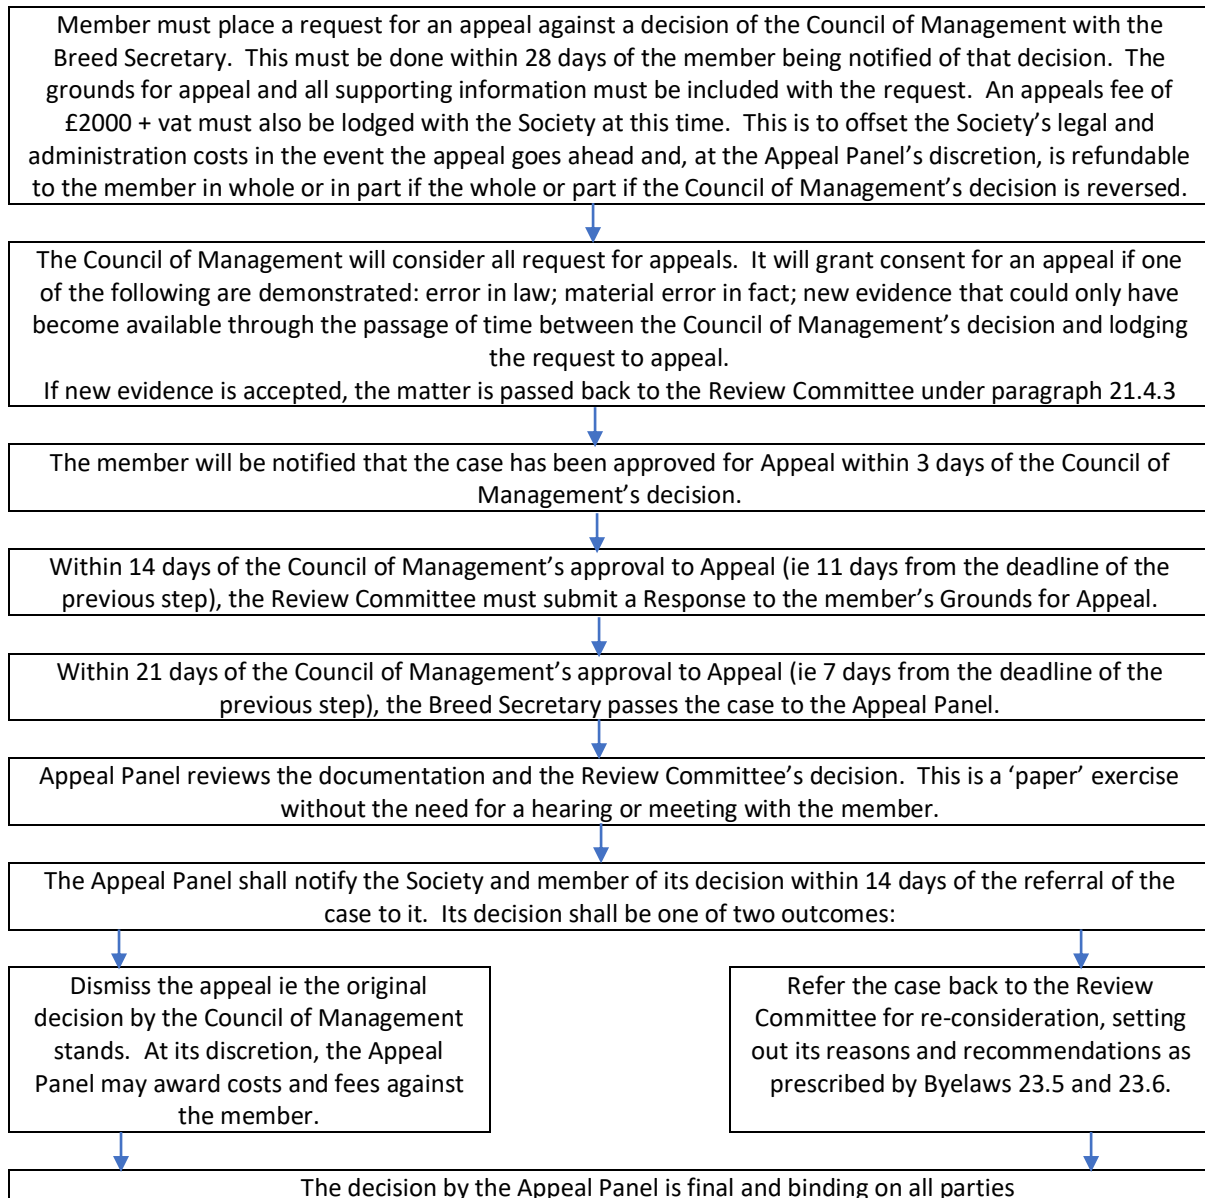 Member must place a request for an appeal against a decision of the Council of Management with the
Breed Secretary.  This must be done within 28 days of the member being notified of that decision.  The
grounds for appeal and all supporting information must be included with the request.  An appeals fee of
£2000 + vat must also be lodged with the Society at this time.  This is to offset the Society’s legal and
administration costs in the event the appeal goes ahead and, at the Appeal Panel’s discretion, is refundable
to the member in whole or in part if the whole or part if the Council of Management’s decision is reversed.
The Council of Management will consider all request for appeals.  It will grant consent for an appeal if one
of the following are demonstrated: error in law; material error in fact; new evidence that could only have
become available through the passage of time between the Council of Management’s decision and lodging
the request to appeal.
If new evidence is accepted, the matter is passed back to the Review Committee under paragraph 21.4.3
The member will be notified that the case has been approved for Appeal within 3 days of the Council of
Management’s decision.
Within 14 days of the Council of Management’s approval to Appeal (ie 11 days from the deadline of the
previous step), the Review Committee must submit a Response to the member’s Grounds for Appeal.
Within 21 days of the Council of Management’s approval to Appeal (ie 7 days from the deadline of the
previous step), the Breed Secretary passes the case to the Appeal Panel.
Appeal Panel reviews the documentation and the Review Committee’s decision.  This is a ‘paper’ exercise
without the need for a hearing or meeting with the member.
The Appeal Panel shall notify the Society and member of its decision within 14 days of the referral of the
case to it.  Its decision shall be one of two outcomes:
Dismiss the appeal ie the original
decision by the Council of Management
stands.  At its discretion, the Appeal
Panel may award costs and fees against
the member.
Refer the case back to the Review
Committee for re-consideration, setting
out its reasons and recommendations as
prescribed by Byelaws 23.5 and 23.6.
The decision by the Appeal Panel is final and binding on all parties